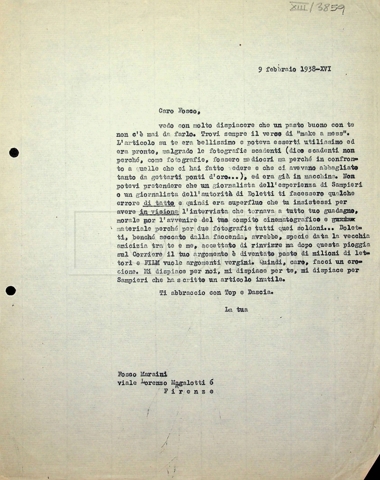 XIII/3859
9 febbraio 1938-XVI
Caro Fosco,
vedo con molto dispiacere che un pasto buono con te
non c'è mai da farlo. Trovi sempre il verso di "make a mess".
L'articolo su te era bellissimo e poteva esserti utilissimo ed
era pronto, malgrado le fotografie scadenti (dico scadenti non
perché, come fotografie, fossero mediocri ma perché in confron-
to a quelle che ci hai fatto vedere e che ci avevano abbagliato
tanto da gettarti ponti d'oro...), ed era già in macchina. Non
potevi pretendere che un giornalista dell'esperienza di Sampieri
e un giornalista dell'autorità di Doletti ti facessero qualche
errore di tatto e quindi era superfluo che tu insistessi per
avere in visione l'intervista che tornava a tutto tuo guadagno,
morale per l'avvenire del tuo compito cinematografico e
materiale perché per due fotografie tutti quei soldoni... Dolet-
ti, benché seccato dalla faccenda, avrebbe, specie data la vecchia
amicizia tra te e me, accettato di rinviare ma dopo questa pioggia
sul Corriere il tuo argomento è diventato pasto di milioni di let-
tori e FILM vuole argomenti vergini. Quindi, caro, facci un cro-
cione. Mi dispiace per noi, mi dispiace per te, mi dispiace per
Sampieri che ha scritto un articolo inutile.
Ti abbraccio con Top e Dascia.
La tua
Fosco Maraini
viale Lorenzo Magalotti 6
Firenze